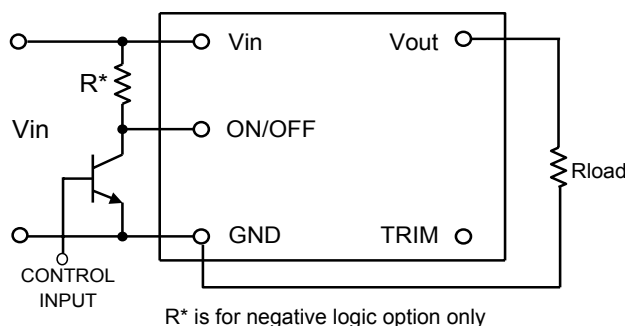 Vin
Vout
R*
Vin
ON/OFF
Rload
GND
TRIM
CONTROL
INPUT
R* is for negative logic option only